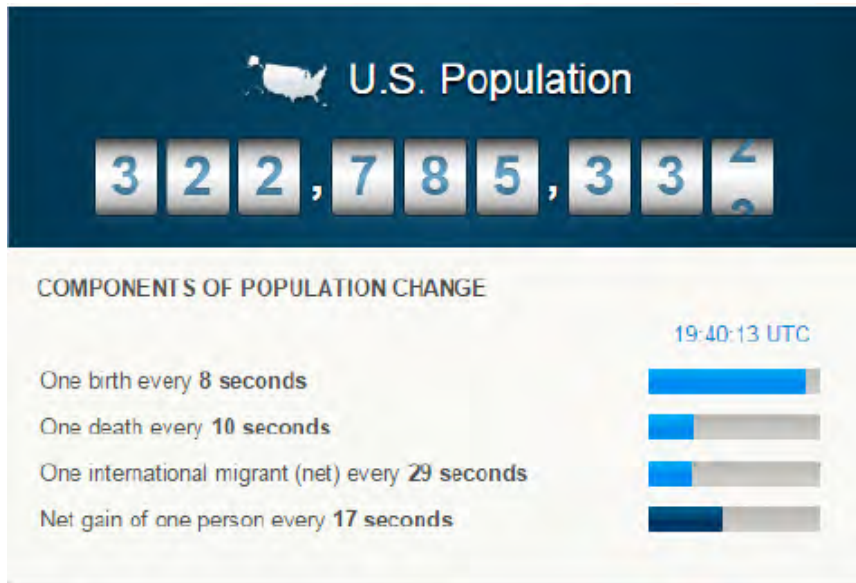 U.S. Population
322,785,33
COMPONENTS OF POPULATION CHANGE
19:40:13 UTC
One birth every 8 seconds
One death every 10 seconds
One international migrant (net) every 29 seconds
Net gain of one person every 17 seconds